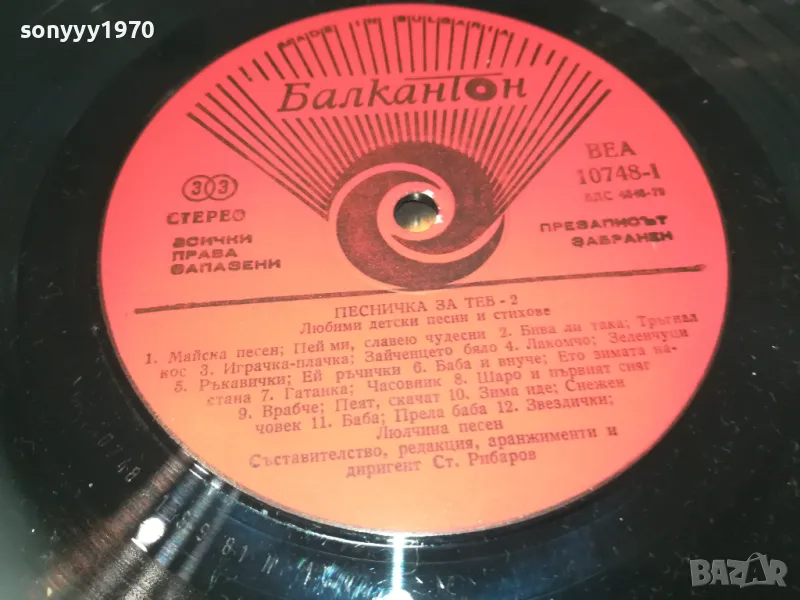 sonyyy1970
MADE IN BULGARIA
Балкантон
ВЕА
10748-1
33
СТЕРЕО
ВСИЧКИ
ПРАВА
ЗАПАЗЕНИ
ПРЕЗАПИСЪТ
ЗАБРАНЕН
ПЕСНИЧКА ЗА ТЕБ - 2
Любими детски песни и стихове
1. Майска песен; Пей ми, славею чудесни 2. Бива ли така; Тръгнал
кос 3. Играчка-плачка; Зайченцето бяло 4. Лакомчо; Зеленчуци
5. Ръкавички; Ей ръчички 6. Баба и внуче; Ето зимата на-
стана 7. Гатанка; Часовник 8. Шаро и първият сняг
9. Врабче; Пеят, скачат 10. Зима иде; Снежен
човек 11. Баба; Прела баба 12. Звездички;
Люлчина песен
Съставителство, редакция, аранжименти и
диригент Ст. Рибаров
BAZAR
bg